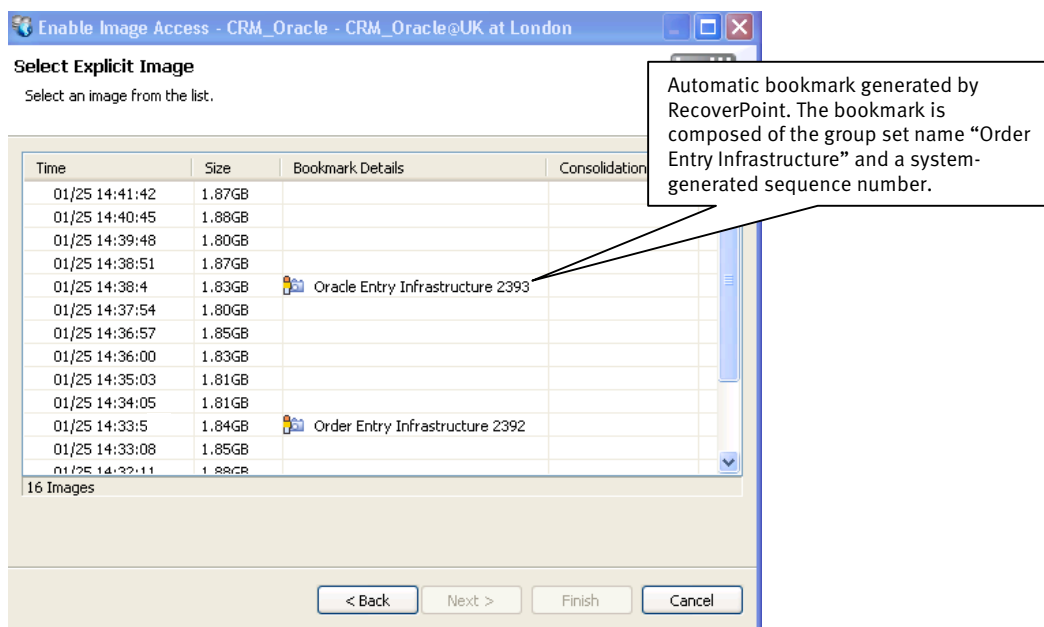 Enable Image Access - CRM_Oracle - CRM_Oracle@UK at London
Select Explicit Image
Select an image from the list.
Automatic bookmark generated by
RecoverPoint. The bookmark is
composed of the group set name “Order
Entry Infrastructure” and a system-
generated sequence number.
Time Size Bookmark Details Consolidation
01/25 14:41:42 1.87GB
01/25 14:40:45 1.88GB
01/25 14:39:48 1.80GB
01/25 14:38:51 1.87GB
01/25 14:38:4 1.83GB Oracle Entry Infrastructure 2393
01/25 14:37:54 1.80GB
01/25 14:36:57 1.85GB
01/25 14:36:00 1.83GB
01/25 14:35:03 1.81GB
01/25 14:34:05 1.81GB
01/25 14:33:5 1.84GB Order Entry Infrastructure 2392
01/25 14:33:08 1.85GB
01/25 14:32:11 1.88GB
16 Images
< Back Next > Finish Cancel